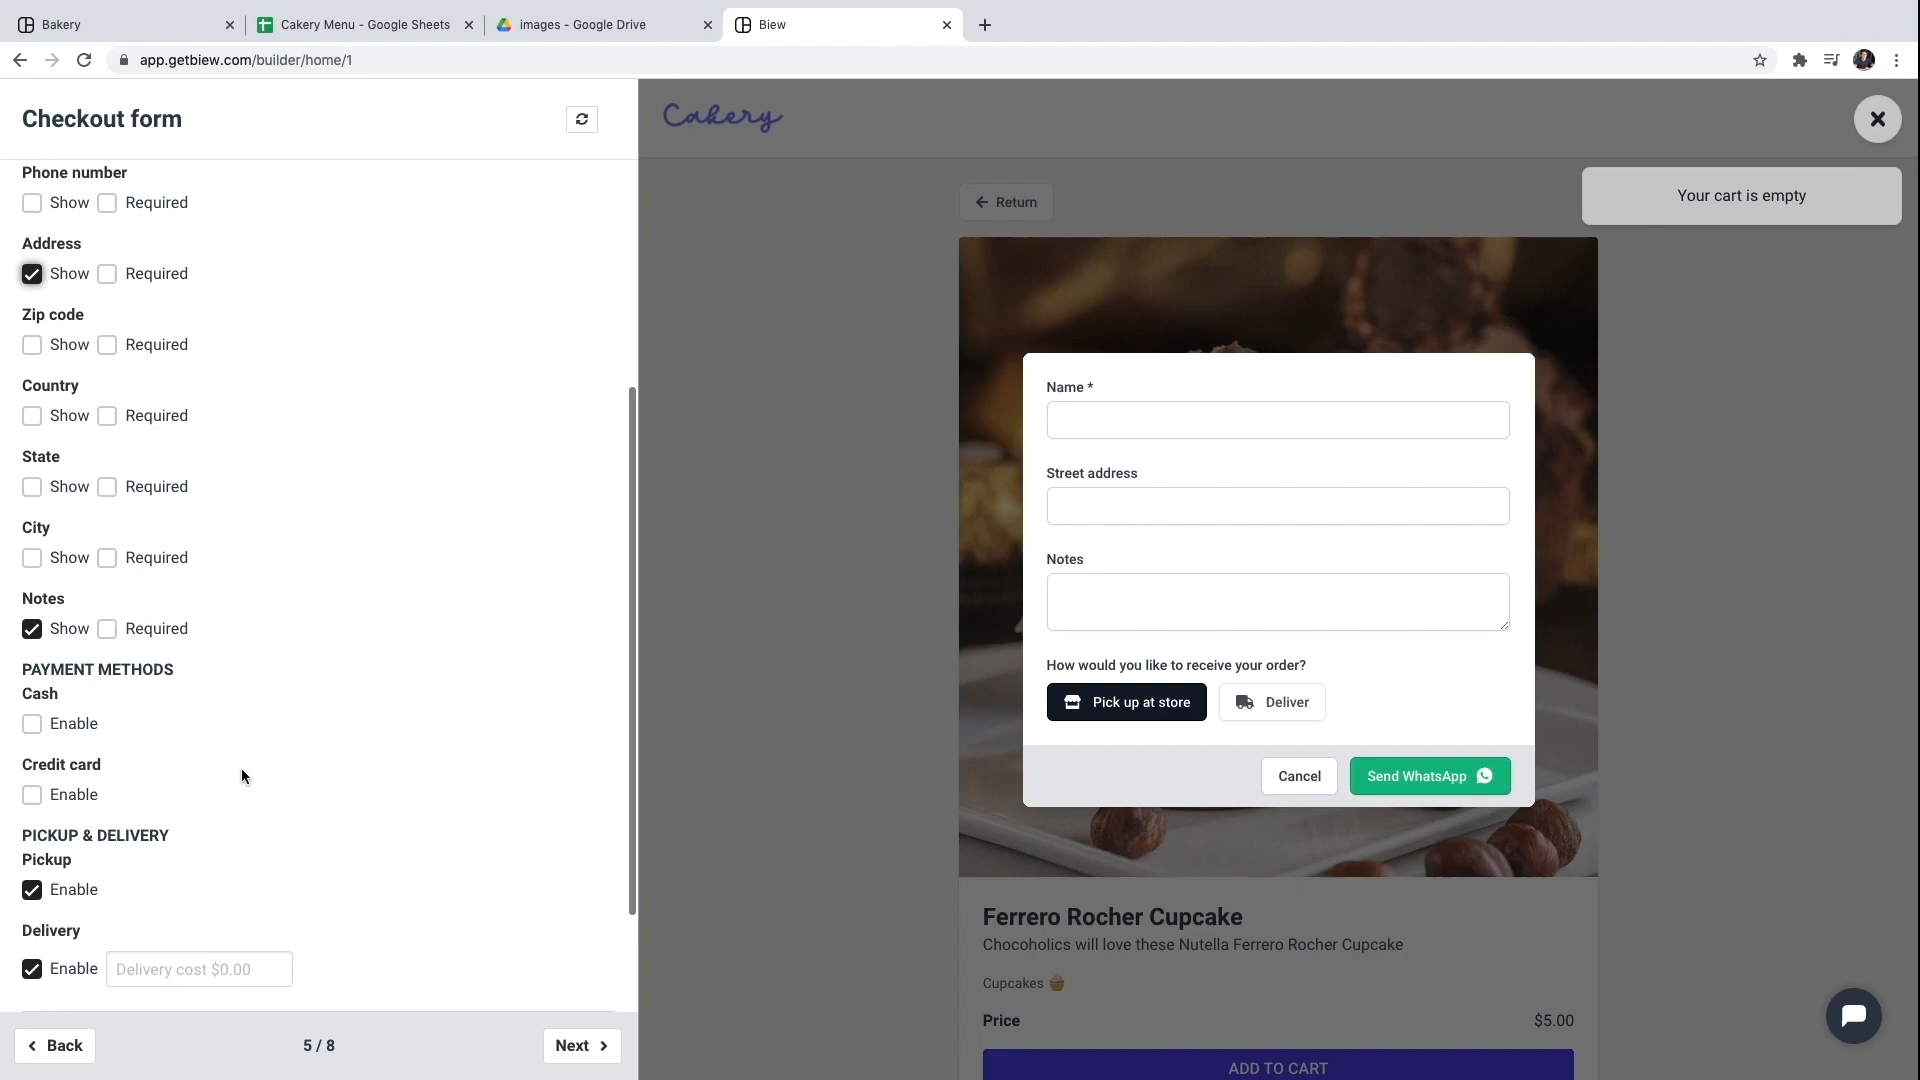 Bakery
Cakery Menu - Google Sheets
images - Google Drive
Biew
app.getbiew.com/builder/home/1
Checkout form
Phone number
Show Required
Address
Show Required
Zip code
Show Required
Country
Show Required
State
Show Required
City
Show Required
Notes
Show Required
PAYMENT METHODS
Cash
Enable
Credit card
Enable
PICKUP & DELIVERY
Pickup
Enable
Delivery
Enable Delivery cost $0.00
Back 5 / 8 Next
Cakery
Your cart is empty
Return
Name *
Street address
Notes
How would you like to receive your order?
Pick up at store Deliver
Cancel Send WhatsApp
Ferrero Rocher Cupcake
Chocoholics will love these Nutella Ferrero Rocher Cupcake
Cupcakes 🧁
Price $5.00
ADD TO CART